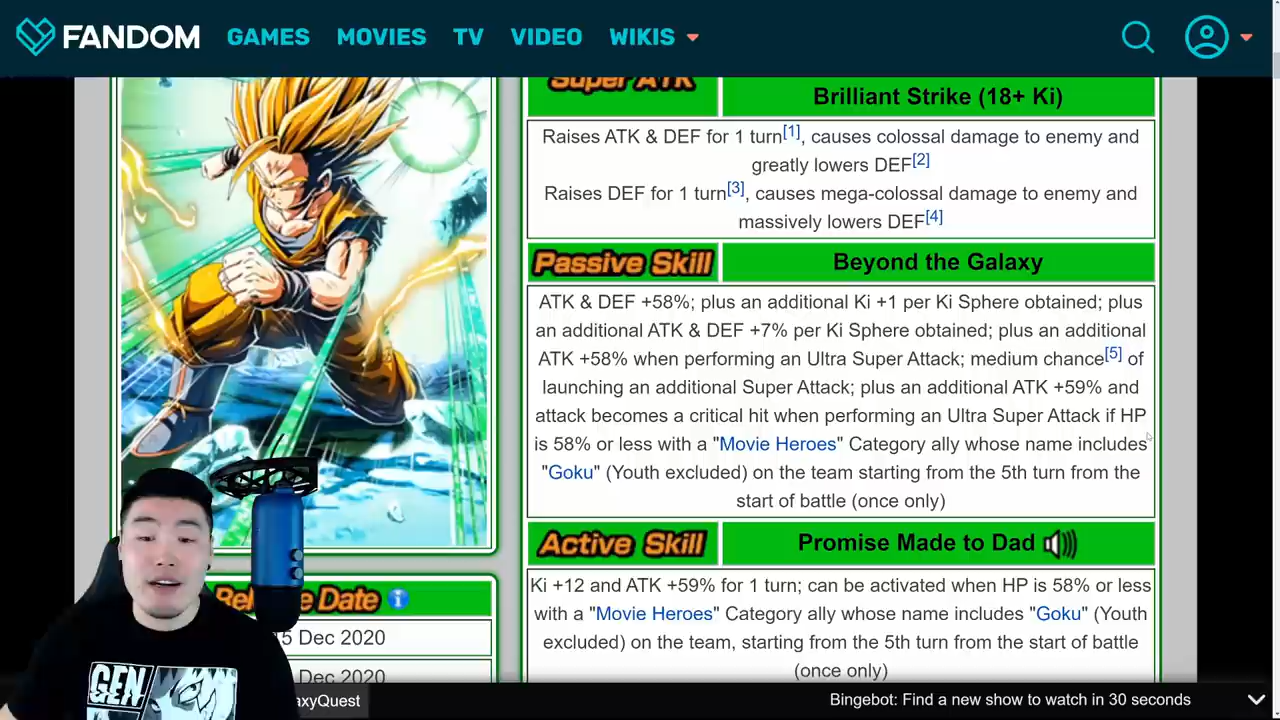 FANDOM GAMES MOVIES TV VIDEO WIKIS
Super ATK
Brilliant Strike (18+ Ki)
Raises ATK & DEF for 1 turn[1], causes colossal damage to enemy and
greatly lowers DEF[2]
Raises DEF for 1 turn[3], causes mega-colossal damage to enemy and
massively lowers DEF[4]
Passive Skill
Beyond the Galaxy
ATK & DEF +58%; plus an additional Ki +1 per Ki Sphere obtained; plus
an additional ATK & DEF +7% per Ki Sphere obtained; plus an additional
ATK +58% when performing an Ultra Super Attack; medium chance[5] of
launching an additional Super Attack; plus an additional ATK +59% and
attack becomes a critical hit when performing an Ultra Super Attack if HP
is 58% or less with a "Movie Heroes" Category ally whose name includes
"Goku" (Youth excluded) on the team starting from the 5th turn from the
start of battle (once only)
Active Skill
Promise Made to Dad
Ki +12 and ATK +59% for 1 turn; can be activated when HP is 58% or less
with a "Movie Heroes" Category ally whose name includes "Goku" (Youth
excluded) on the team, starting from the 5th turn from the start of battle
(once only)
Date
5 Dec 2020
Dec 2020
axyQuest
Bingebot: Find a new show to watch in 30 seconds
GEN